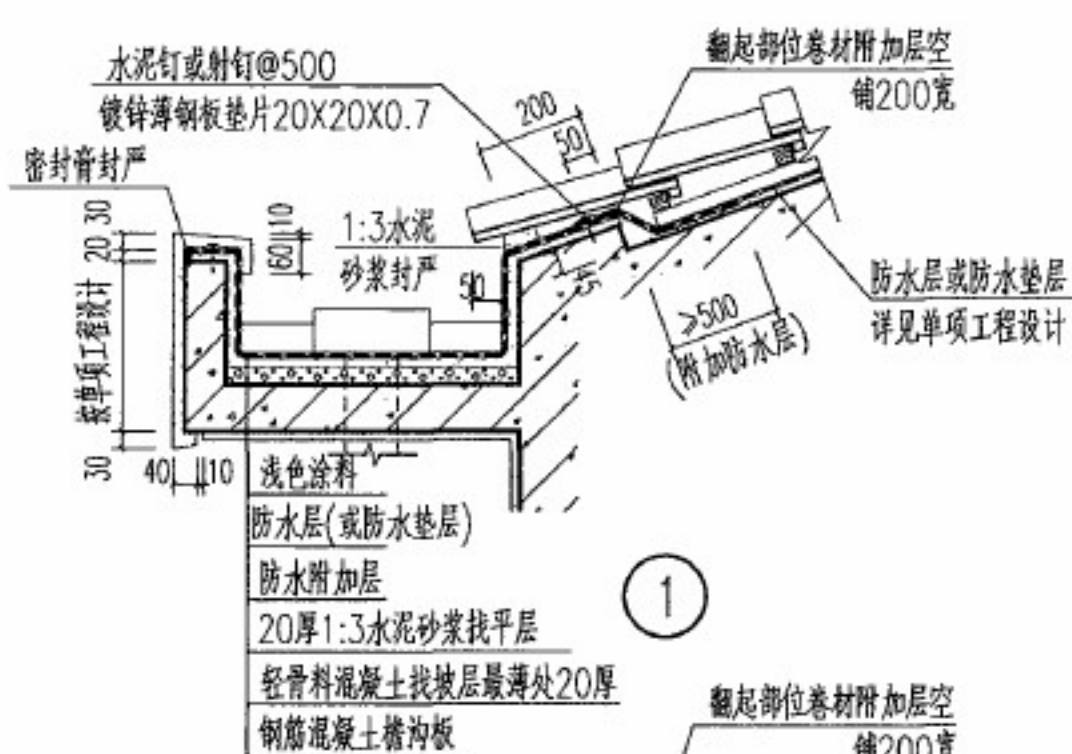 水泥钉或射钉@500
镀锌薄钢板垫片20X20X0.7
翻起部位卷材附加层空
铺200宽
密封膏封严
200
50
30
20
10
60
1:3水泥
砂浆封严
50
15
防水层或防水垫层
详见单项工程设计
≥500
(附加防水层)
按单项工程设计
30
40
10
浅色涂料
防水层(或防水垫层)
防水附加层
20厚1:3水泥砂浆找平层
轻骨料混凝土找坡层最薄处20厚
钢筋混凝土檐沟板
1
翻起部位卷材附加层空
铺200宽